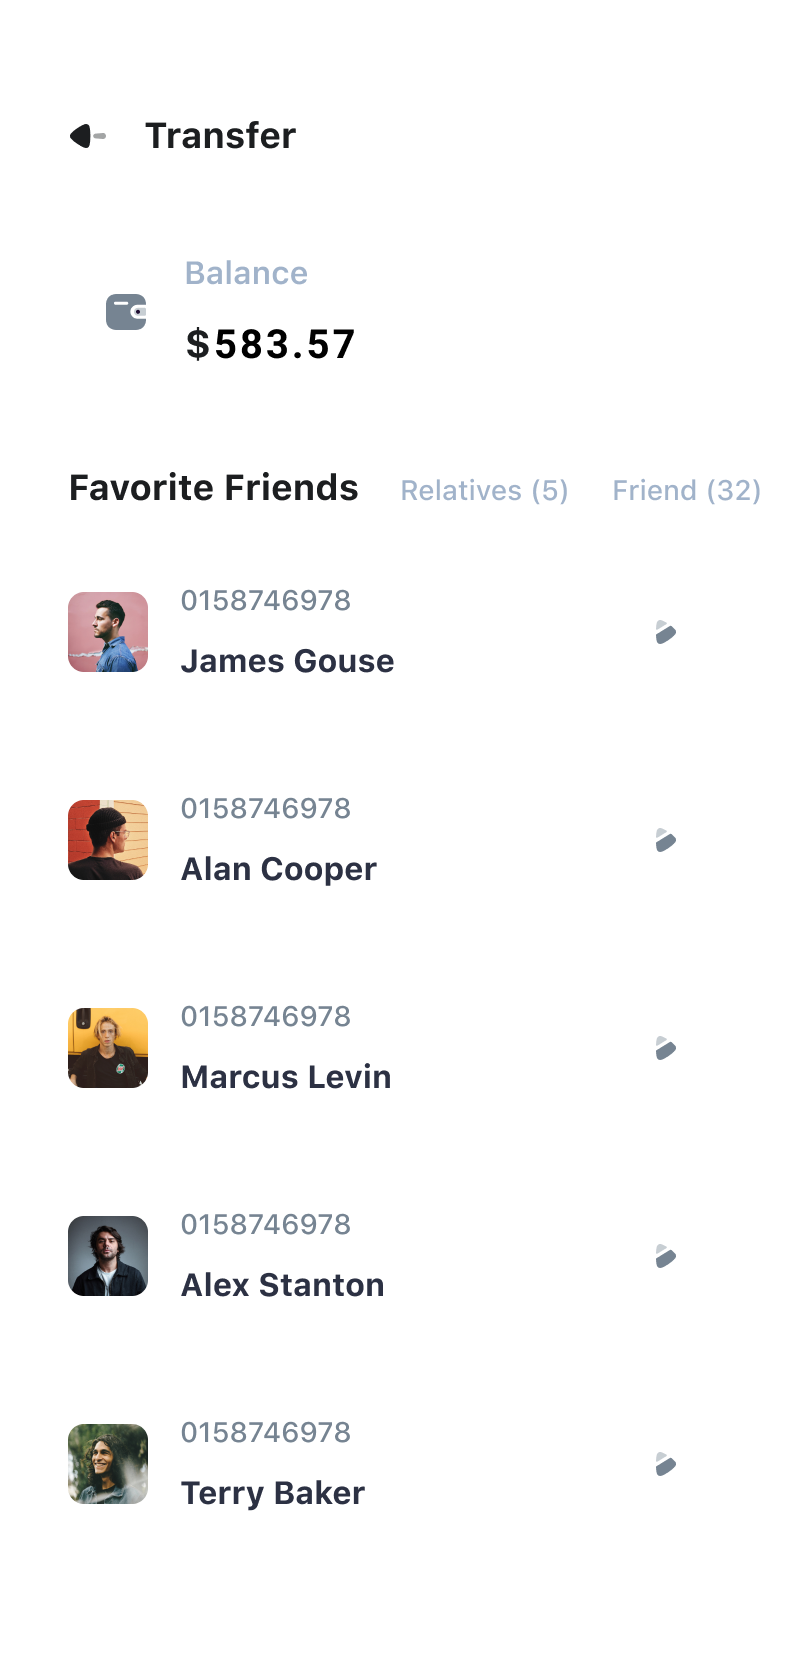 Transfer
Balance
$583.57
Favorite Friends Relatives (5) Friend (32)
0158746978
James Gouse
0158746978
Alan Cooper
0158746978
Marcus Levin
0158746978
Alex Stanton
0158746978
Terry Baker